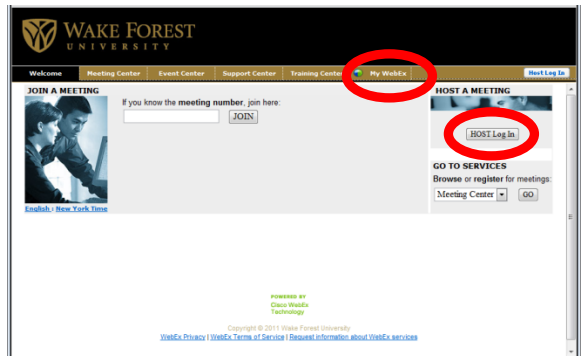 WAKE FOREST
UNIVERSITY
Welcome Meeting Center Event Center Support Center Training Center My WebEx Host Log In
JOIN A MEETING
If you know the meeting number, join here:
JOIN
English : New York Time
HOST A MEETING
HOST Log In
GO TO SERVICES
Browse or register for meetings:
Meeting Center GO
POWERED BY
Cisco WebEx
Technology
Copyright © 2011 Wake Forest University
WebEx Privacy | WebEx Terms of Service | Request information about WebEx services